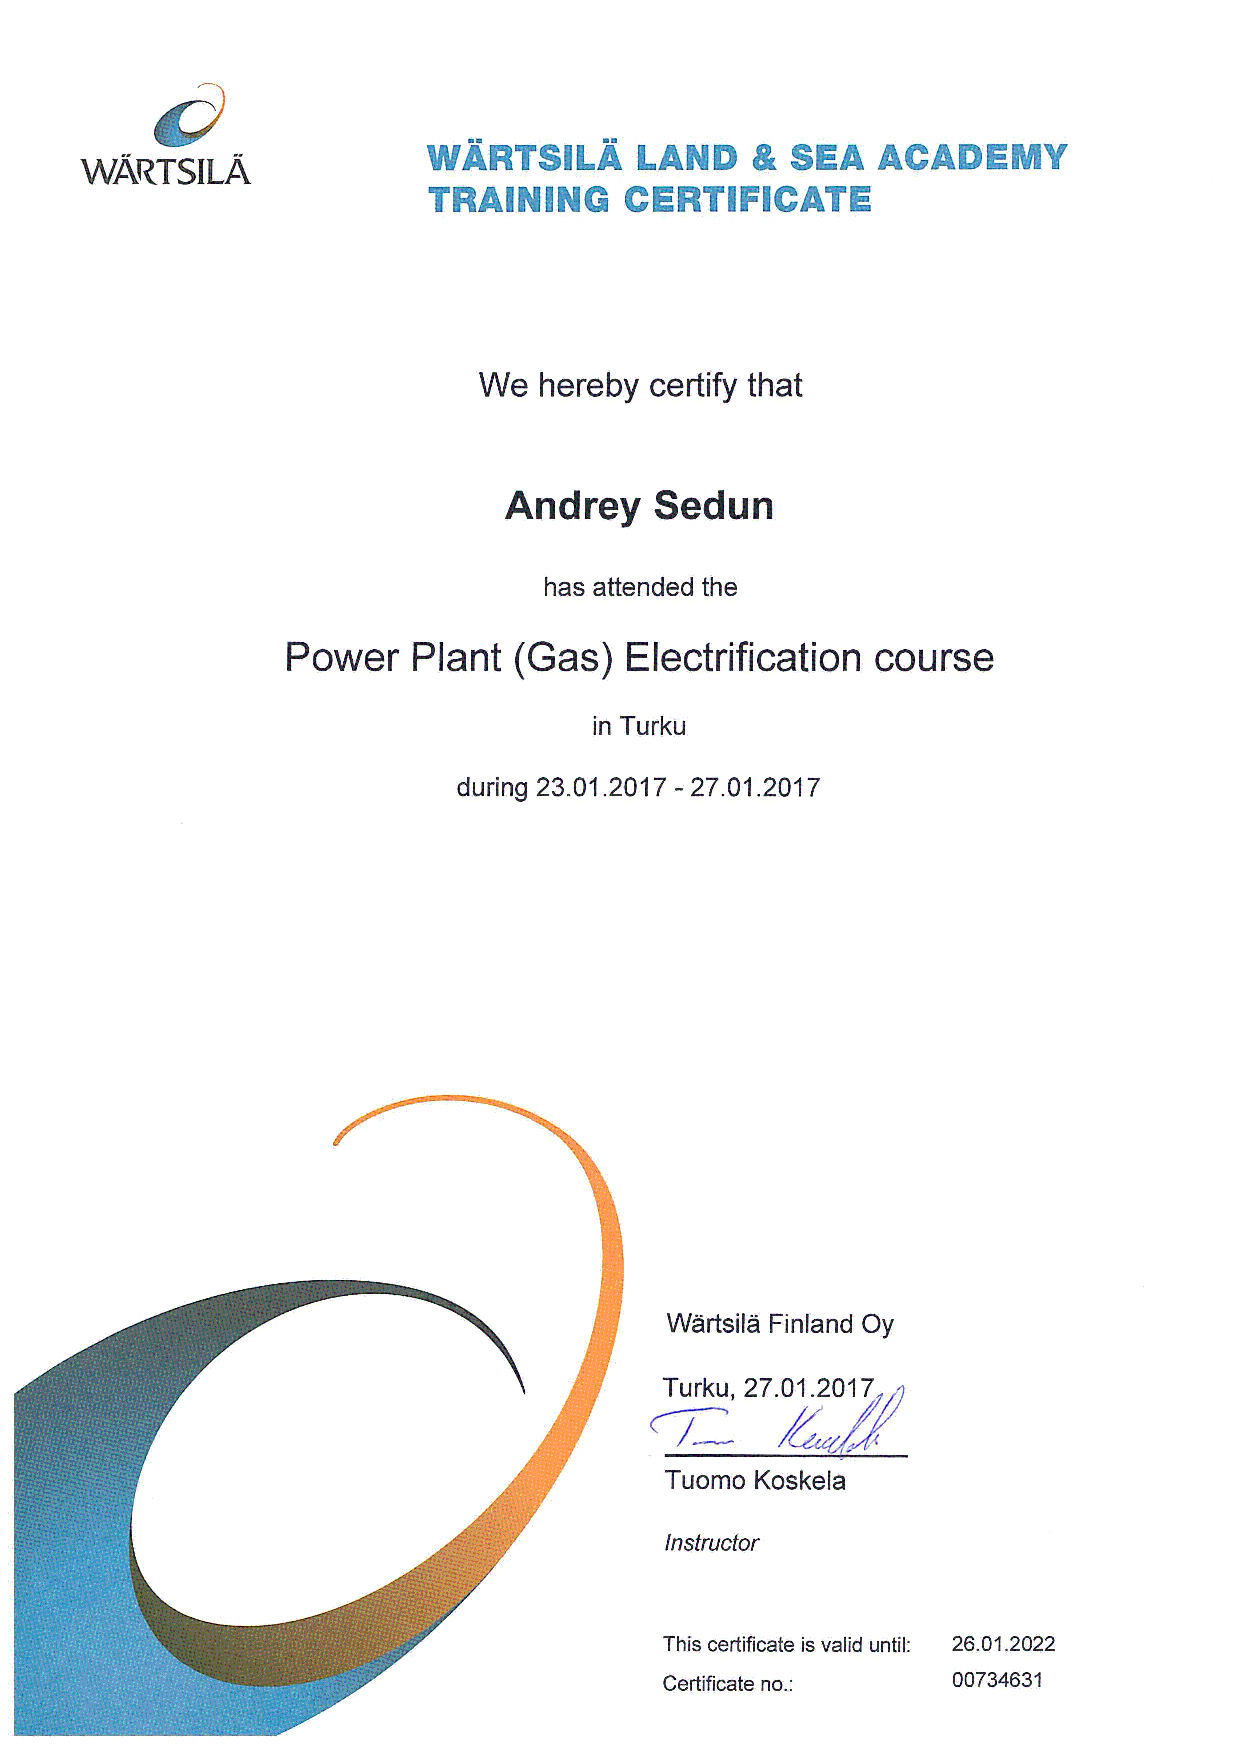 WÄRTSILÄ
WÄRTSILÄ LAND & SEA ACADEMY
TRAINING CERTIFICATE
We hereby certify that
Andrey Sedun
has attended the
Power Plant (Gas) Electrification course
in Turku
during 23.01.2017 - 27.01.2017
Wärtsilä Finland Oy
Turku, 27.01.2017
Tuomo Koskela
Instructor
This certificate is valid until: 26.01.2022
Certificate no.: 00734631